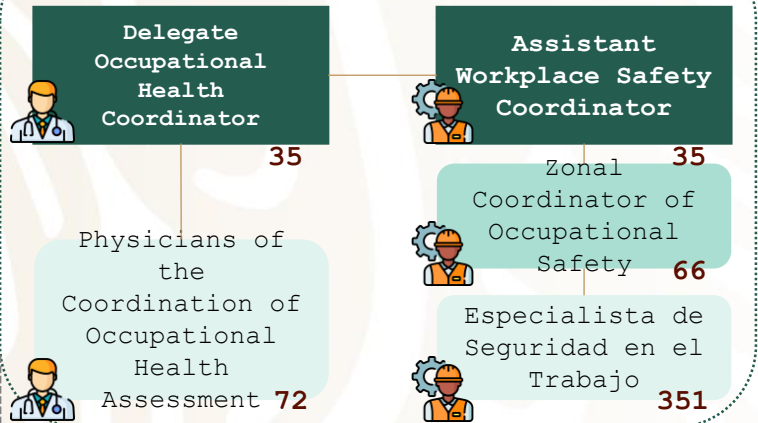 Delegate
Occupational
Health
Coordinator
35
Assistant
Workplace Safety
Coordinator
35
Zonal
Coordinator of
Occupational
Safety
66
Physicians of
the
Coordination of
Occupational
Health
Assessment 72
Especialista de
Seguridad en el
Trabajo
351